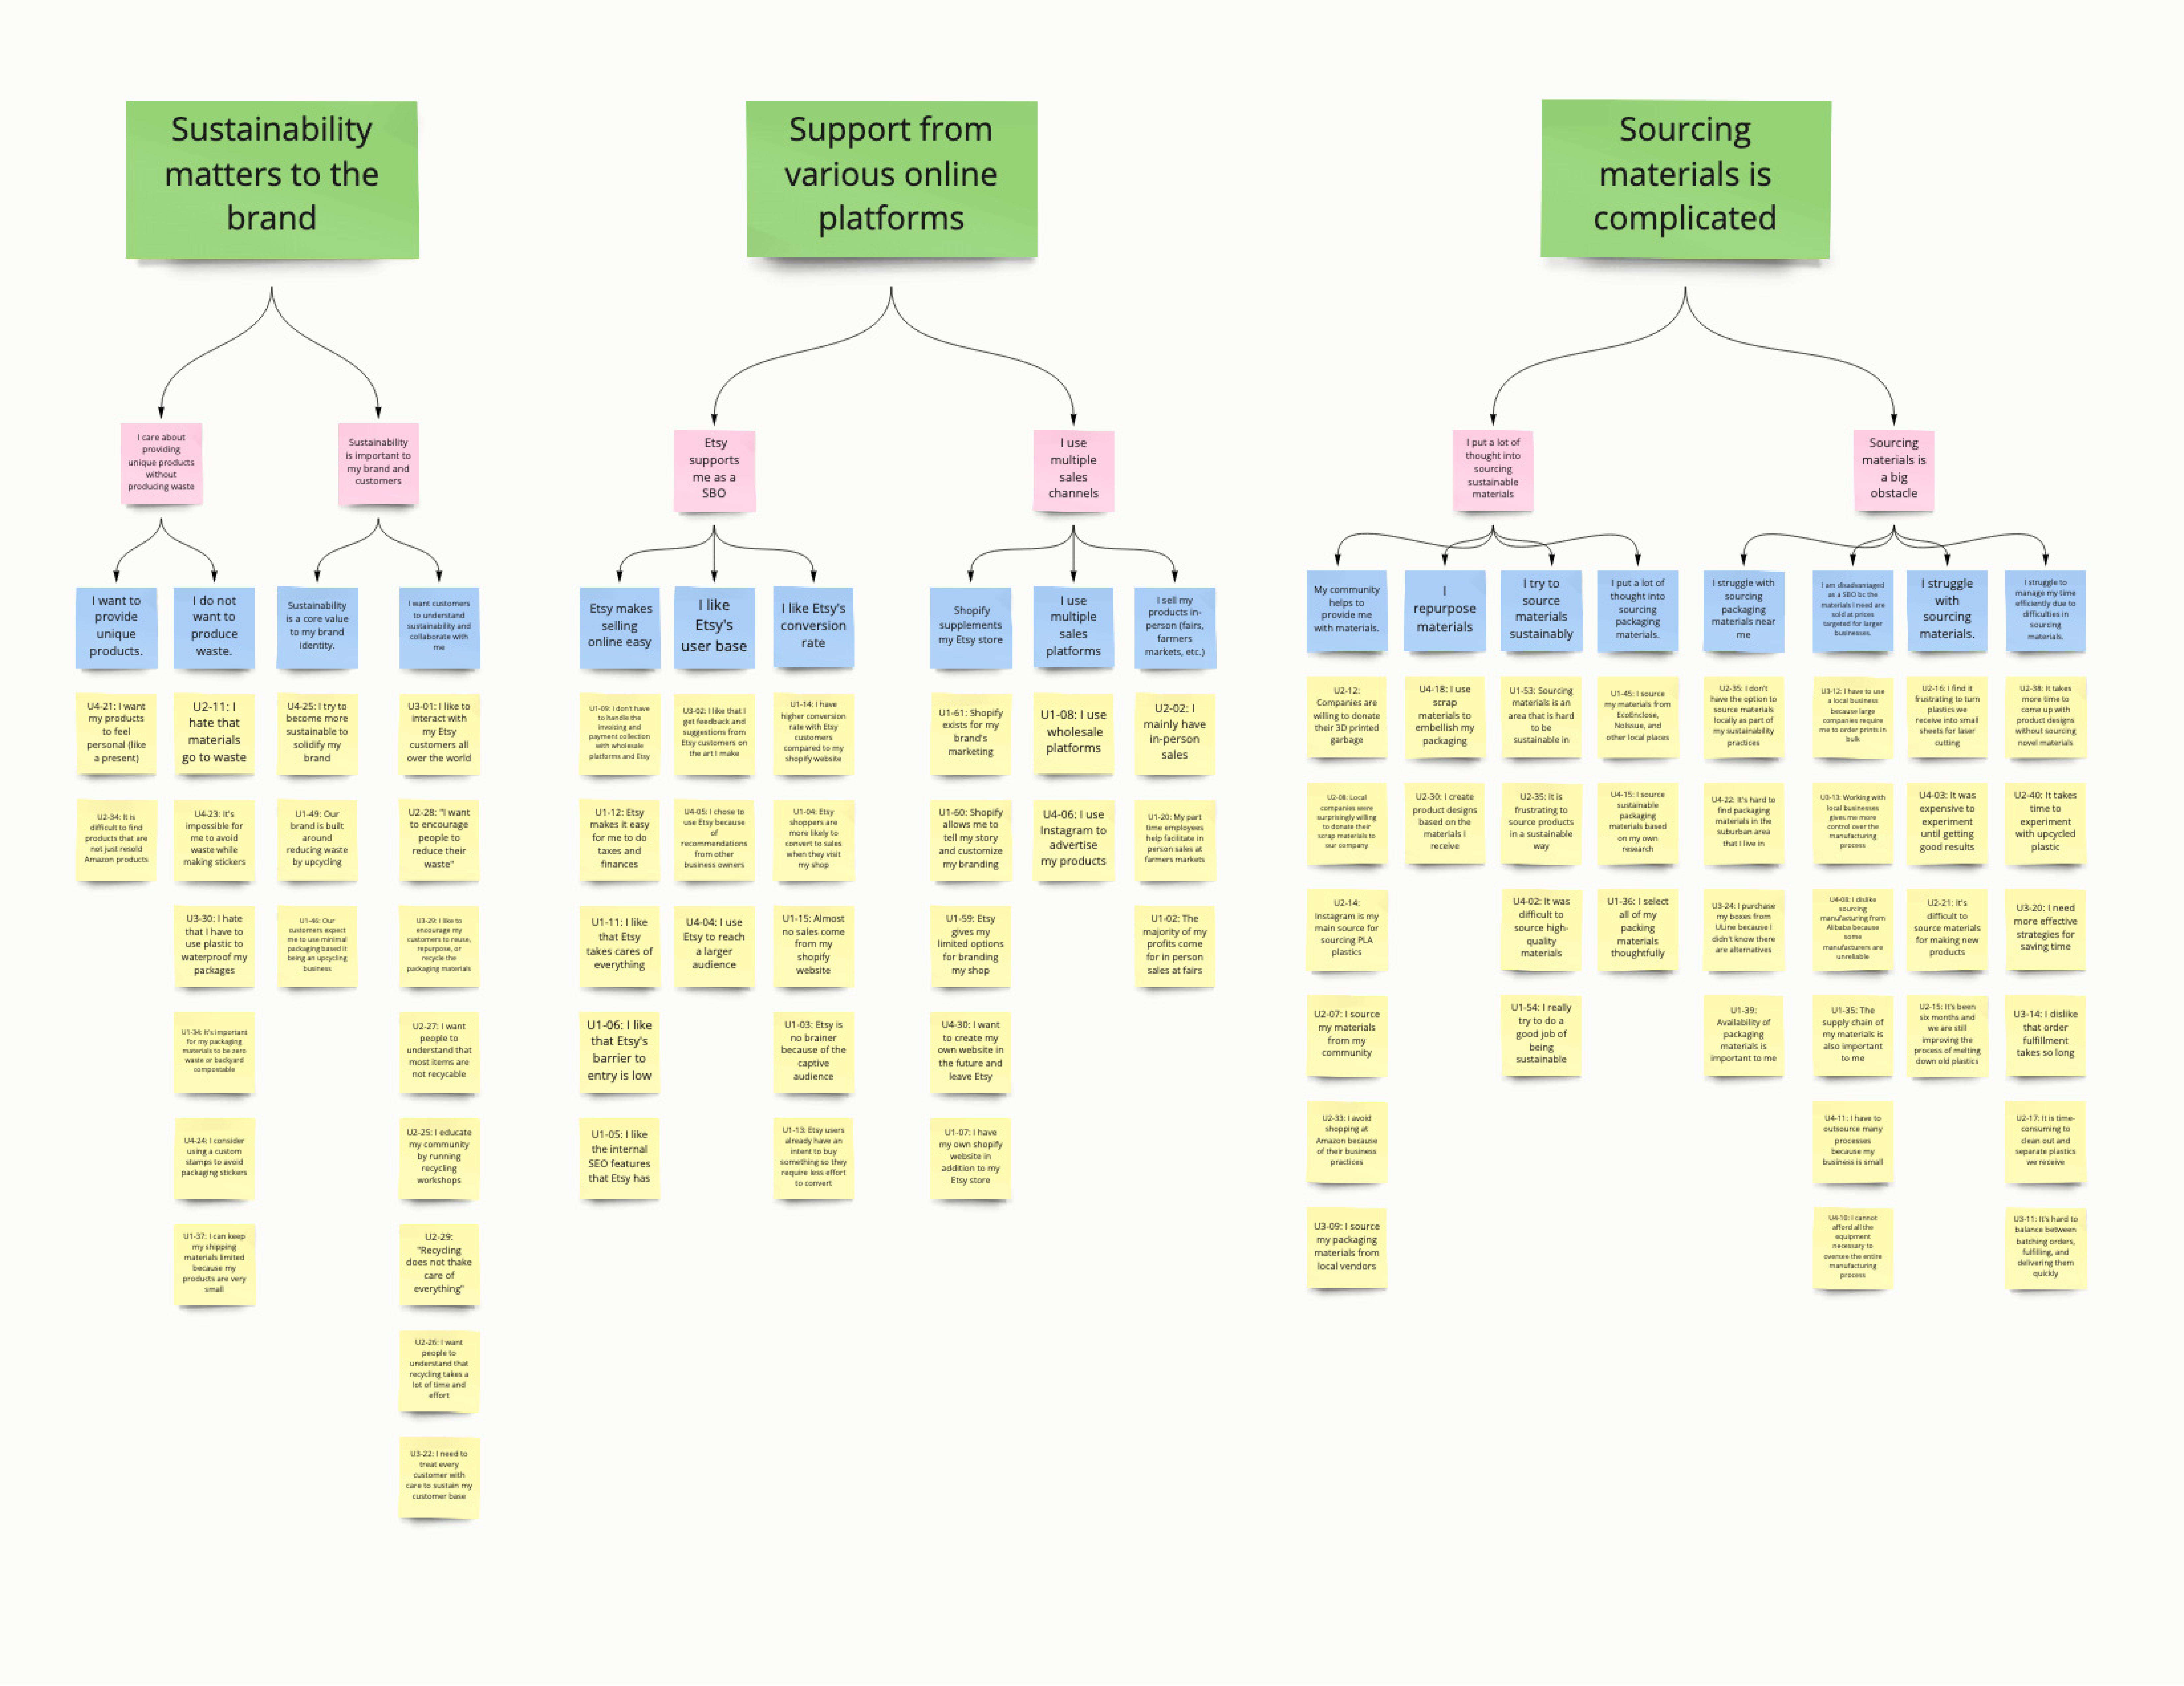 Sustainability
matters to the
brand
Support from
various online
platforms
Sourcing
materials is
complicated
I care about
providing
unique products
without
producing waste
Sustainability
is important to
my brand and
customers
Etsy
supports
me as a
SBO
I use
multiple
sales
channels
I put a lot of
thought into
sourcing
sustainable
materials
Sourcing
materials is
a big
obstacle
I want to
provide
unique
products.
I do not
want to
produce
waste.
Sustainability
is a core value
to my brand
identity.
I want customers
to understand
sustainability and
collaborate with
me
Etsy makes
selling
online easy
I like
Etsy's
user base
I like Etsy's
conversion
rate
Shopify
supplements
my Etsy store
I use
multiple
sales
platforms
I sell my
products in-
person (fairs,
farmers
markets, etc.)
My community
helps to
provide me
with materials.
I
repurpose
materials
I try to
source
materials
sustainably
I put a lot of
thought into
sourcing
packaging
materials.
I struggle with
sourcing
packaging
materials near
me
I am disadvantaged
as a SBO bc the
materials I need are
sold at prices
targeted for larger
businesses.
I struggle
with
sourcing
materials.
I struggle to
manage my time
efficiently due to
difficulties in
sourcing
materials.
U4-21: I want
my products
to feel
personal (like
a present)
U2-34: It is
difficult to find
products that are
not just resold
Amazon products
U2-11: I
hate that
materials
go to waste
U4-23: It's
impossible for
me to avoid
waste while
making stickers
U3-30: I hate
that I have to
use plastic to
waterproof my
packages
U1-34: It's important
for my packaging
materials to be zero
waste or backyard
compostable
U4-24: I consider
using a custom
stamps to avoid
packaging stickers
U1-37: I can keep
my shipping
materials limited
because my
products are very
small
U4-25: I try to
become more
sustainable to
solidify my
brand
U1-49: Our
brand is built
around
reducing waste
by upcycling
U1-46: Our
customers expect
me to use minimal
packaging based it
being an upcycling
business
U3-01: I like to
interact with
my Etsy
customers all
over the world
U2-28: "I want
to encourage
people to
reduce their
waste"
U3-29: I like to
encourage my
customers to reuse,
repurpose, or
recycle the
packaging materials
U2-27: I want
people to
understand that
most items are
not recycable
U2-25: I educate
my community
by running
recycling
workshops
U2-29:
"Recycling
does not thake
care of
everything"
U2-26: I want
people to
understand that
recycling takes a
lot of time and
effort
U3-22: I need to
treat every
customer with
care to sustain my
customer base
U1-09: I don't have
to handle the
invoicing and
payment collection
with wholesale
platforms and Etsy
U1-12: Etsy
makes it easy
for me to do
taxes and
finances
U1-11: I like
that Etsy
takes cares of
everything
U1-06: I like
that Etsy's
barrier to
entry is low
U1-05: I like
the internal
SEO features
that Etsy has
U3-02: I like that I
get feedback and
suggestions from
Etsy customers on
the art I make
U4-05: I chose to
use Etsy because
of
recommendations
from other
business owners
U4-04: I use
Etsy to reach
a larger
audience
U1-14: I have
higher conversion
rate with Etsy
customers
compared to my
shopify website
U1-04: Etsy
shoppers are
more likely to
convert to sales
when they visit
my shop
U1-15: Almost
no sales come
from my
shopify
website
U1-03: Etsy is
no brainer
because of the
captive
audience
U1-13: Etsy users
already have an
intent to buy
something so they
require less effort
to convert
U1-61: Shopify
exists for my
brand's
marketing
U1-60: Shopify
allows me to
tell my story
and customize
my branding
U1-59: Etsy
gives my
limited options
for branding
my shop
U4-30: I want
to create my
own website in
the future and
leave Etsy
U1-07: I have
my own shopify
website in
addition to my
Etsy store
U1-08: I use
wholesale
platforms
U4-06: I use
Instagram to
advertise
my products
U2-02: I
mainly have
in-person
sales
U1-20: My part
time employees
help facilitate in
person sales at
farmers markets
U1-02: The
majority of my
profits come
for in person
sales at fairs
U2-12:
Companies are
willing to donate
their 3D printed
garbage
U2-08: Local
companies were
surprisingly willing
to donate their
scrap materials to
our company
U2-14:
Instagram is my
main source for
sourcing PLA
plastics
U2-07: I source
my materials
from my
community
U2-33: I avoid
shopping at
Amazon because
of their business
practices
U3-09: I source
my packaging
materials from
local vendors
U4-18: I use
scrap
materials to
embellish my
packaging
U2-30: I create
product designs
based on the
materials I
receive
U1-53: Sourcing
materials is an
area that is hard
to be
sustainable in
U2-35: It is
frustrating to
source products
in a sustainable
way
U4-02: It was
difficult to
source high-
quality
materials
U1-54: I really
try to do a
good job of
being
sustainable
U1-45: I source
my materials from
EcoEnclose,
NoIssue, and
other local places
U4-15: I source
sustainable
packaging
materials based
on my own
research
U1-36: I select
all of my
packing
materials
thoughtfully
U2-35: I don't
have the option to
source materials
locally as part of
my sustainability
practices
U4-22: It's hard to
find packaging
materials in the
suburban area
that I live in
U3-24: I purchase
my boxes from
ULine because I
didn't know there
are alternatives
U1-39:
Availability of
packaging
materials is
important to me
U3-12: I have to use
a local business
because large
companies require
me to order prints in
bulk
U3-13: Working with
local businesses
gives me more
control over the
manufacturing
process
U4-08: I dislike
sourcing
manufacturing from
Alibaba because
some
manufacturers are
unreliable
U1-35: The
supply chain of
my materials is
also important
to me
U4-11: I have to
outsource many
processes
because my
business is small
U4-10: I cannot
afford all the
equipment
necessary to
oversee the entire
manufacturing
process
U2-16: I find it
frustrating to turn
plastics we
receive into small
sheets for laser
cutting
U4-03: It was
expensive to
experiment
until getting
good results
U2-21: it's
difficult to
source materials
for making new
products
U2-15: It's been
six months and
we are still
improving the
process of melting
down old plastics
U2-38: It takes
more time to
come up with
product designs
without sourcing
novel materials
U2-40: It takes
time to
experiment
with upcycled
plastic
U3-20: I need
more effective
strategies for
saving time
U3-14: I dislike
that order
fulfillment
takes so long
U2-17: It is time-
consuming to
clean out and
separate plastics
we receive
U3-11: It's hard to
balance between
batching orders,
fulfilling, and
delivering them
quickly